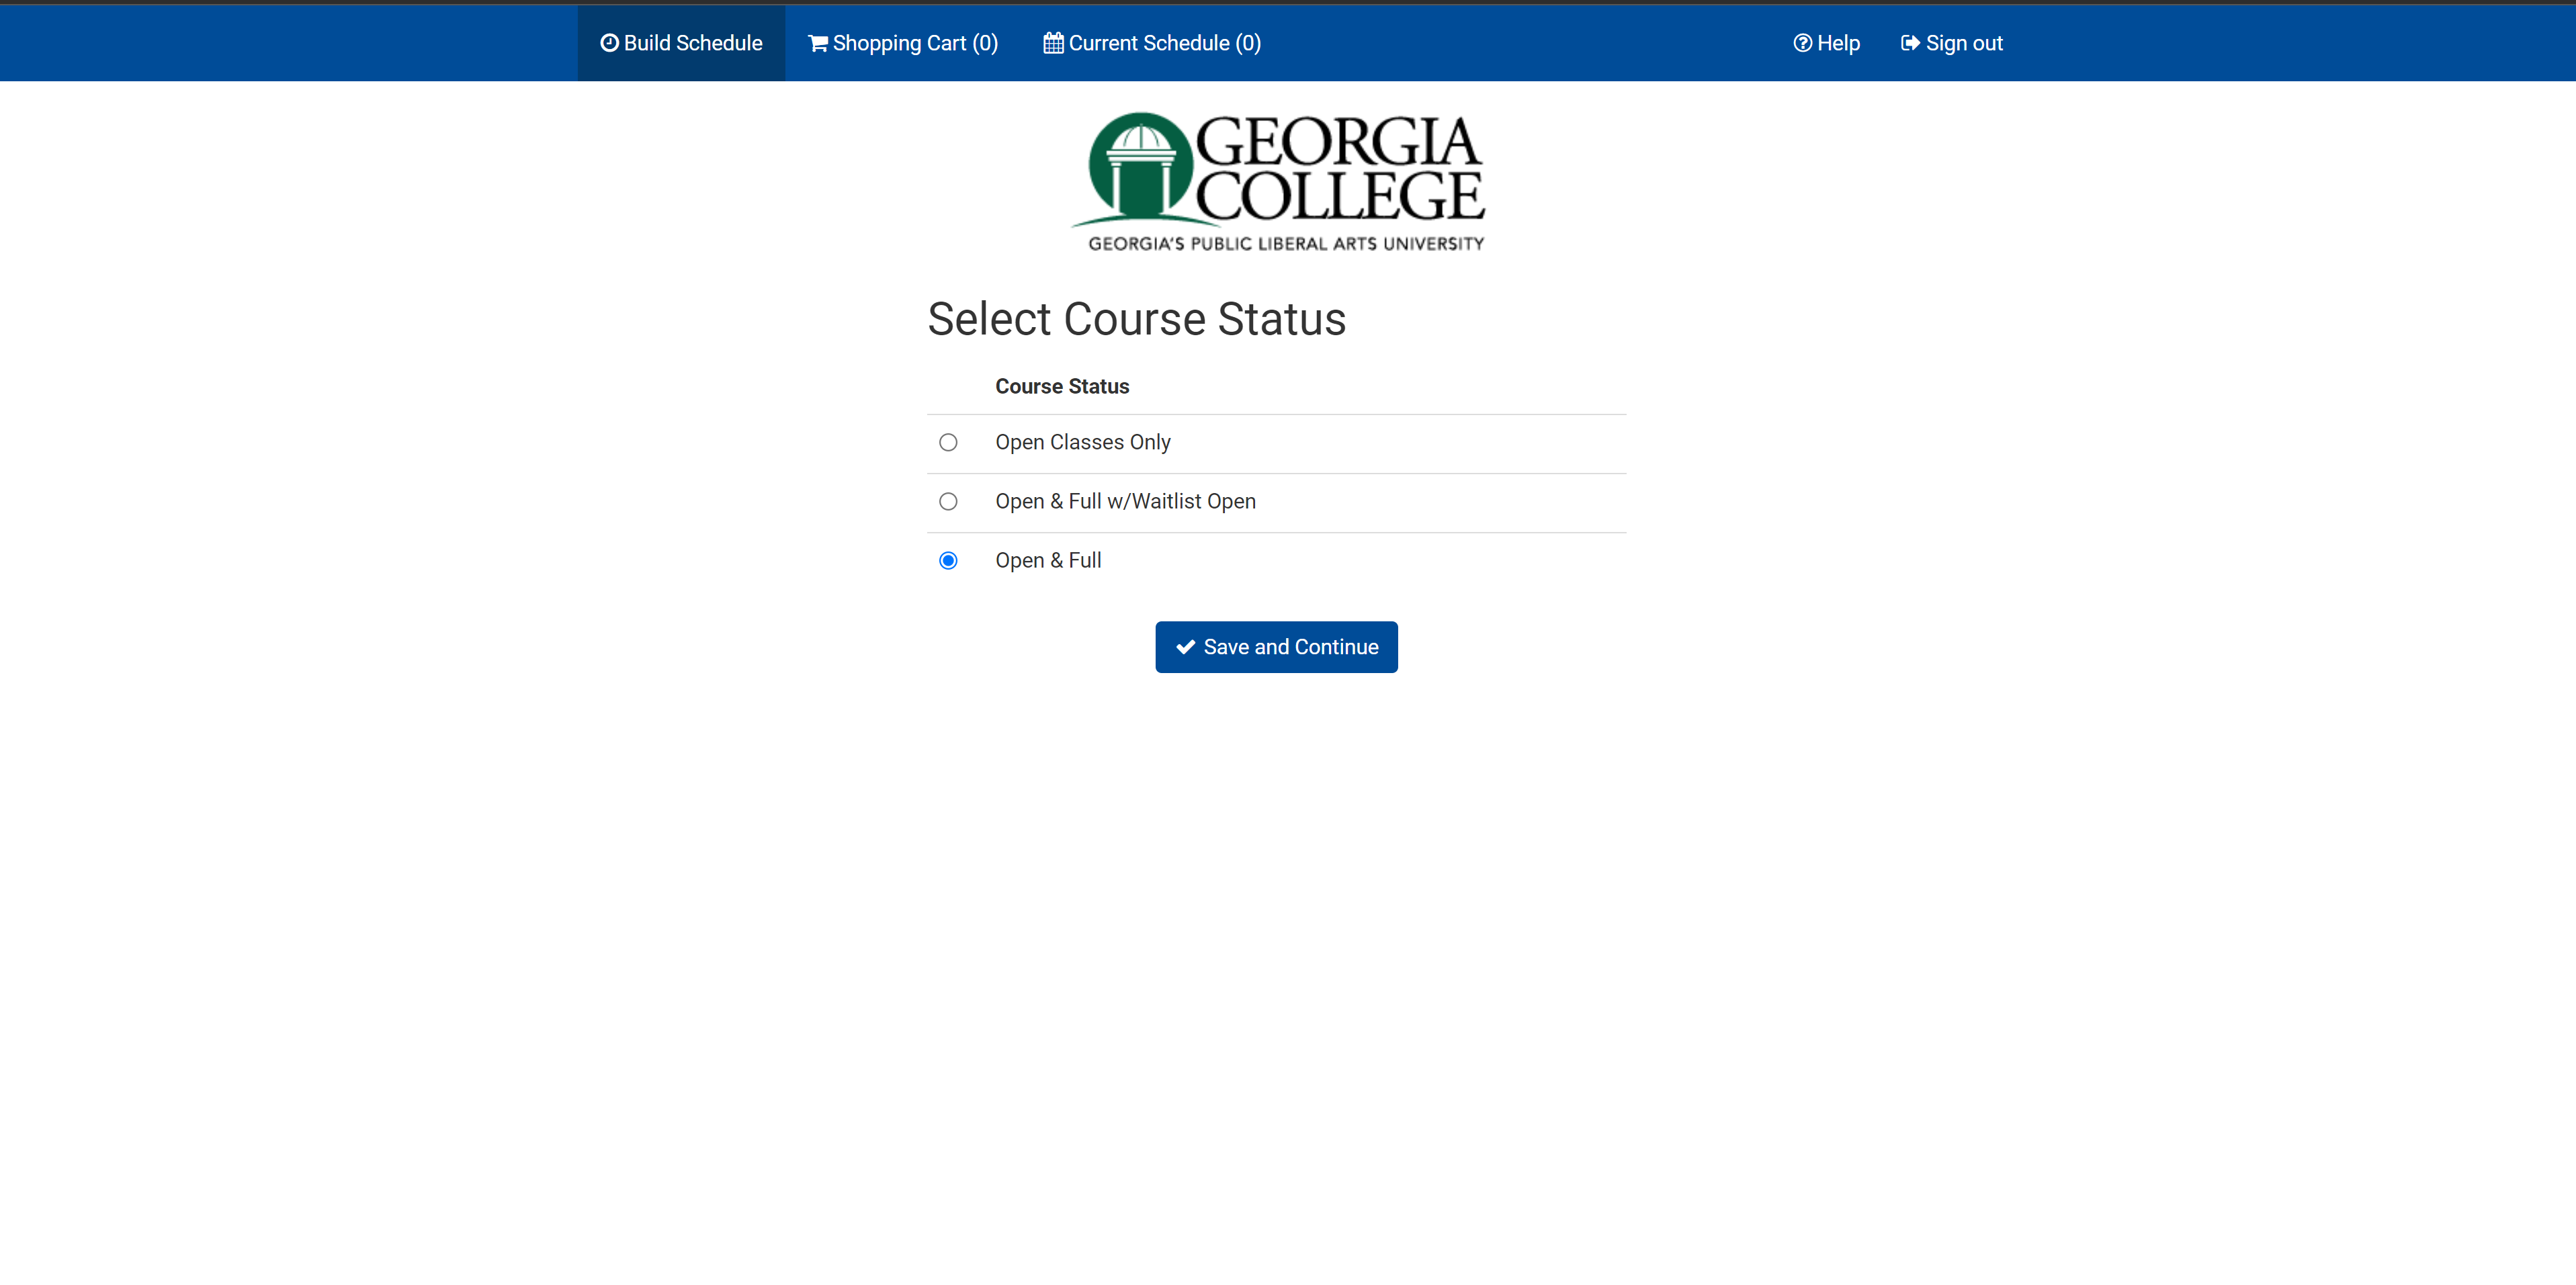 Build Schedule Shopping Cart (0) Current Schedule (0) Help Sign out
GEORGIA
COLLEGE
GEORGIA'S PUBLIC LIBERAL ARTS UNIVERSITY
Select Course Status
Course Status
Open Classes Only
Open & Full w/Waitlist Open
Open & Full
Save and Continue